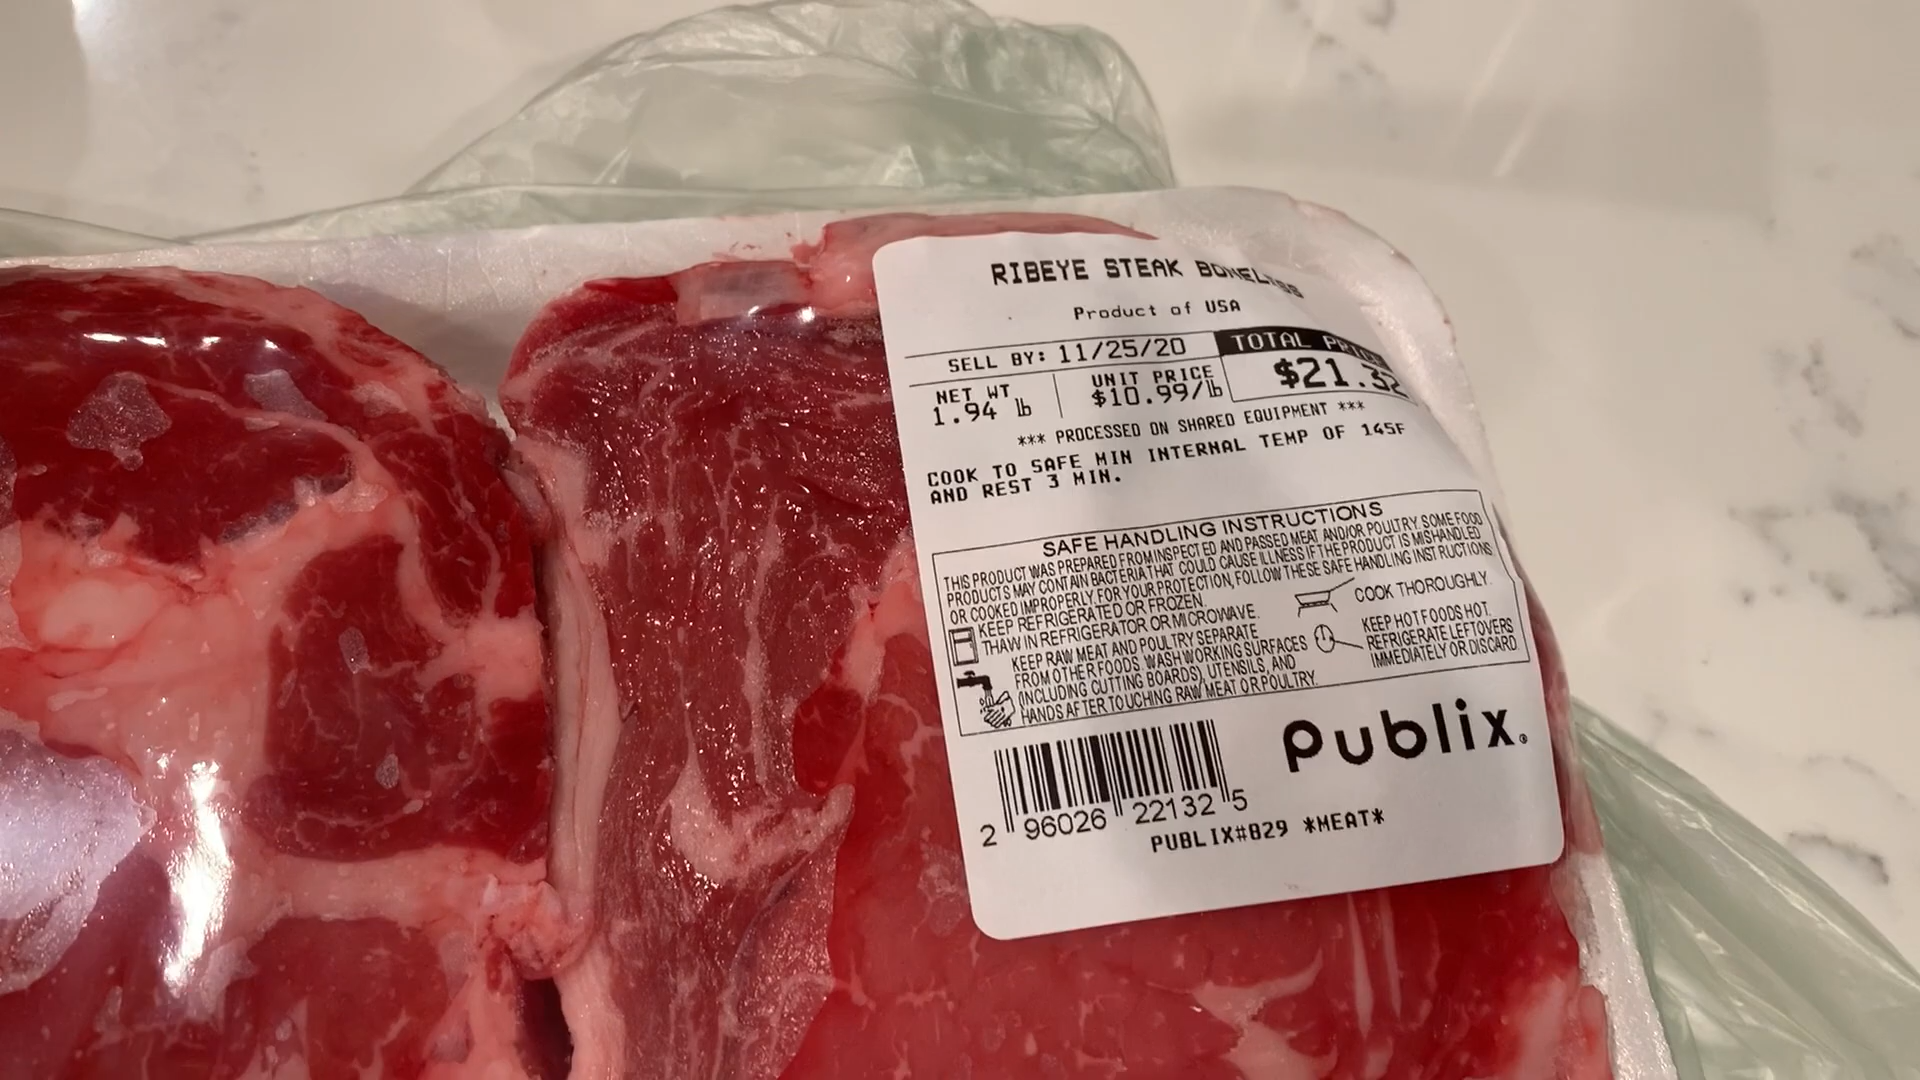 RIBEYE STEAK BONELESS
Product of USA
SELL BY: 11/25/20
TOTAL PRICE
NET WT
UNIT PRICE
$21.32
1.94 lb
$10.99/lb
*** PROCESSED ON SHARED EQUIPMENT ***
COOK TO SAFE MIN INTERNAL TEMP OF 145F
AND REST 3 MIN.
SAFE HANDLING INSTRUCTIONS
THIS PRODUCT WAS PREPARED FROM INSPECTED AND PASSED MEAT AND/OR POULTRY. SOME FOOD
PRODUCTS MAY CONTAIN BACTERIA THAT COULD CAUSE ILLNESS IF THE PRODUCT IS MISHANDLED
OR COOKED IMPROPERLY. FOR YOUR PROTECTION, FOLLOW THESE SAFE HANDLING INSTRUCTIONS
KEEP REFRIGERATED OR FROZEN.
THAW IN REFRIGERATOR OR MICROWAVE.
KEEP RAW MEAT AND POULTRY SEPARATE
FROM OTHER FOODS. WASH WORKING SURFACES
(INCLUDING CUTTING BOARDS), UTENSILS, AND
HANDS AFTER TOUCHING RAW MEAT OR POULTRY.
COOK THOROUGHLY.
KEEP HOT FOODS HOT.
REFRIGERATE LEFTOVERS
IMMEDIATELY OR DISCARD.
2 96026 22132 5
Publix.
PUBLIX#829 *MEAT*